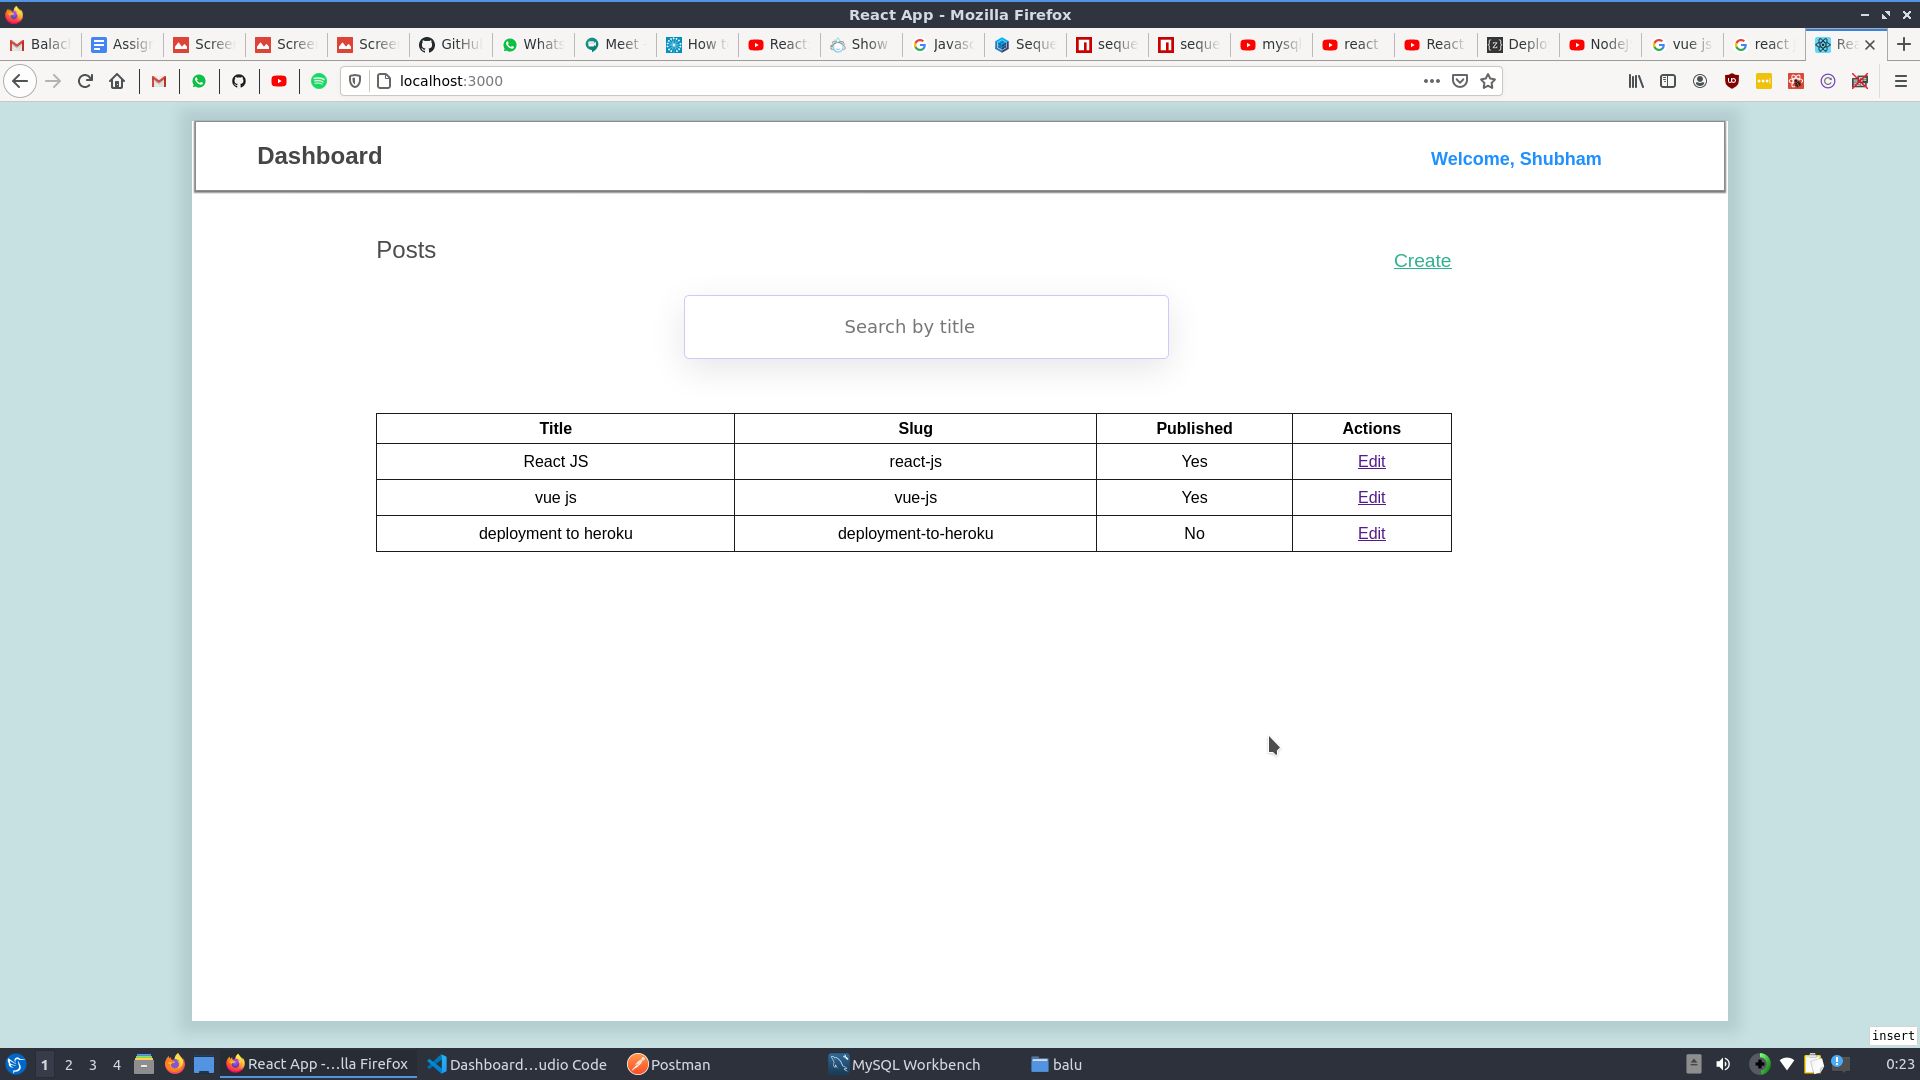 React App - Mozilla Firefox
Balac Assign Scree Scree Scree GitHu Whats Meet How t React Show Javasc Seque seque seque mysq react React Deplo NodeJ vue js react Rea
localhost:3000
Dashboard Welcome, Shubham
Posts
Create
Search by title
Title Slug Published Actions
React JS react-js Yes Edit
vue js vue-js Yes Edit
deployment to heroku deployment-to-heroku No Edit
insert
1 2 3 4 React App -...lla Firefox Dashboard...udio Code Postman MySQL Workbench balu 0:23